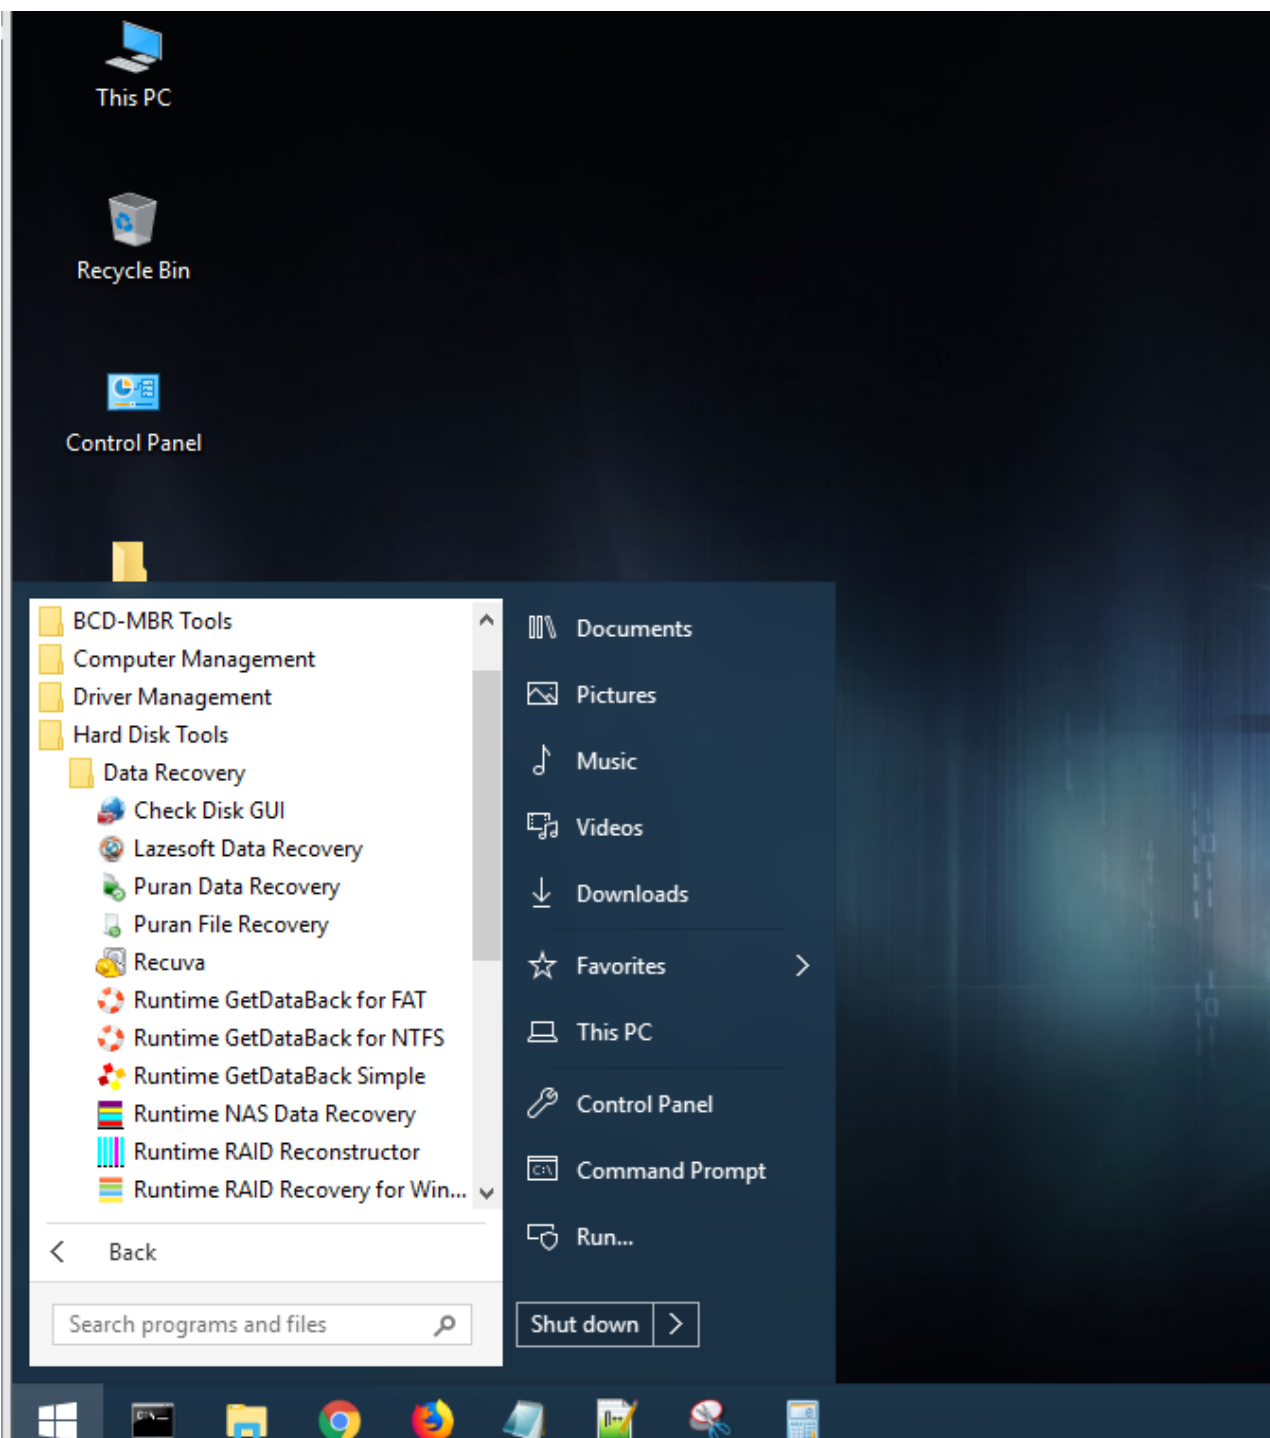 This PC
Recycle Bin
Control Panel
BCD-MBR Tools
Computer Management
Driver Management
Hard Disk Tools
Data Recovery
Check Disk GUI
Lazesoft Data Recovery
Puran Data Recovery
Puran File Recovery
Recuva
Runtime GetDataBack for FAT
Runtime GetDataBack for NTFS
Runtime GetDataBack Simple
Runtime NAS Data Recovery
Runtime RAID Reconstructor
Runtime RAID Recovery for Win...
Back
Search programs and files
Documents
Pictures
Music
Videos
Downloads
Favorites
This PC
Control Panel
Command Prompt
Run...
Shut down